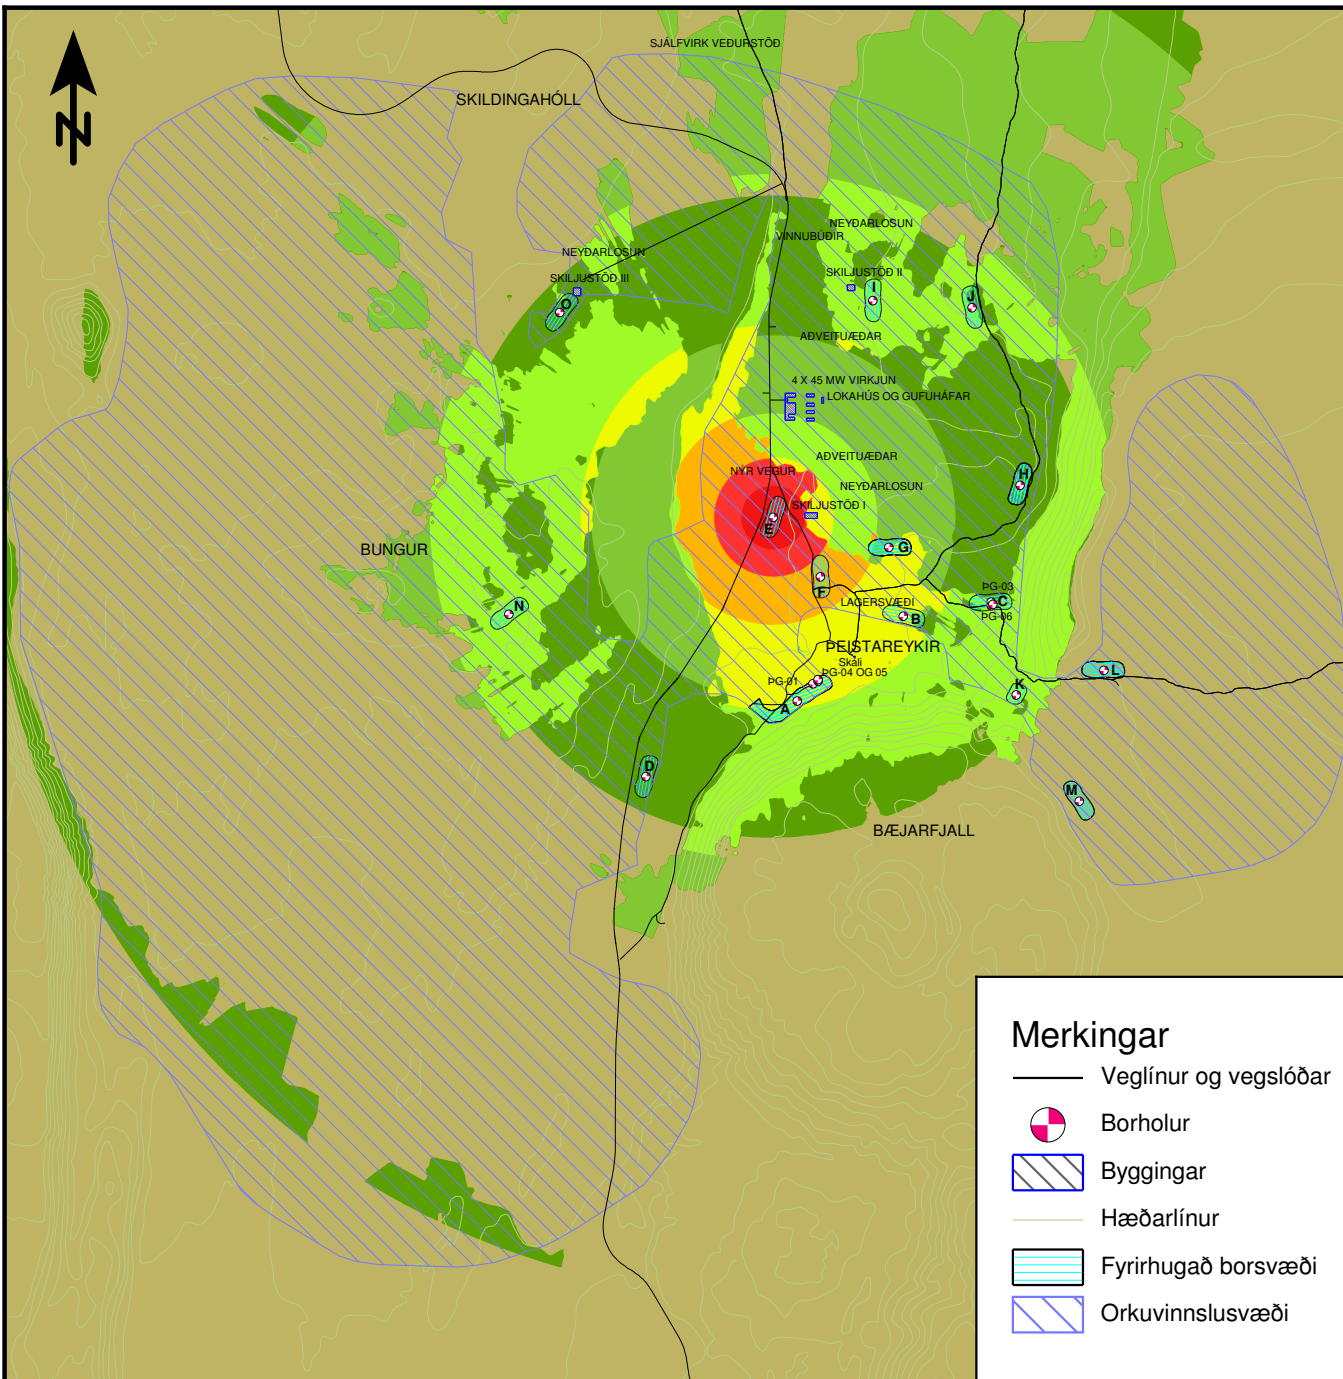 SJÁLFVIRK VEÐURSTÖÐ
SKILDINGAHÓLL
N
NEYÐARLOSUN
VINNUBÚÐIR
NEYÐARLOSUN
SKILJUSTÖÐ III
SKILJUSTÖÐ II
O
I
J
AÐVEITUÆÐAR
4 X 45 MW VIRKJUN
LOKAHÚS OG GUFUHÁFAR
AÐVEITUÆÐAR
NÝR VEGUR
H
NEYÐARLOSUN
SKILJUSTÖÐ I
E
BUNGUR
G
F
ÞG-03
LAGERSVÆÐI
C
N
B
ÞG-06
ÞEISTAREYKIR
Skáli
ÞG-01
ÞG-04 OG 05
L
K
A
D
M
BÆJARFJALL
Merkingar
Veglínur og vegslóðar
Borholur
Byggingar
Hæðarlínur
Fyrirhugað borsvæði
Orkuvinnslusvæði